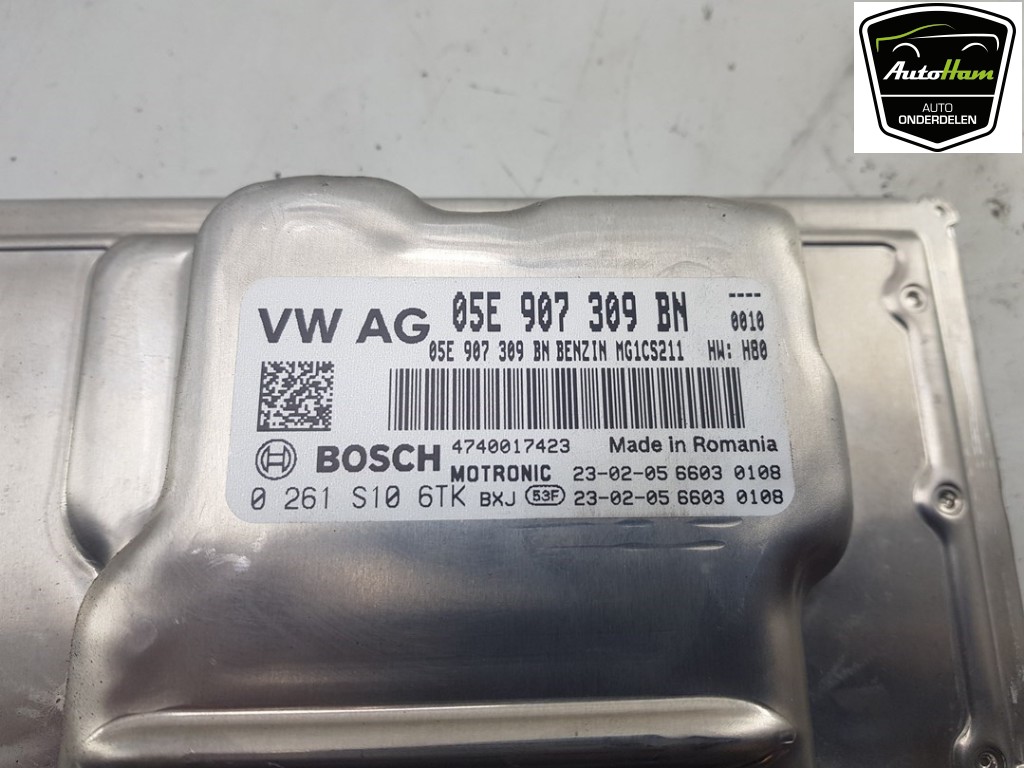 AutoHam
AUTO
ONDERDELEN
VW AG 05E 907 309 BN ----
0010
05E 907 309 BN BENZIN MG1CS211 HW: H80
BOSCH 4740017423 Made in Romania
MOTRONIC 23-02-05 6603 0108
0 261 S10 6TK BXJ 53F 23-02-05 6603 0108